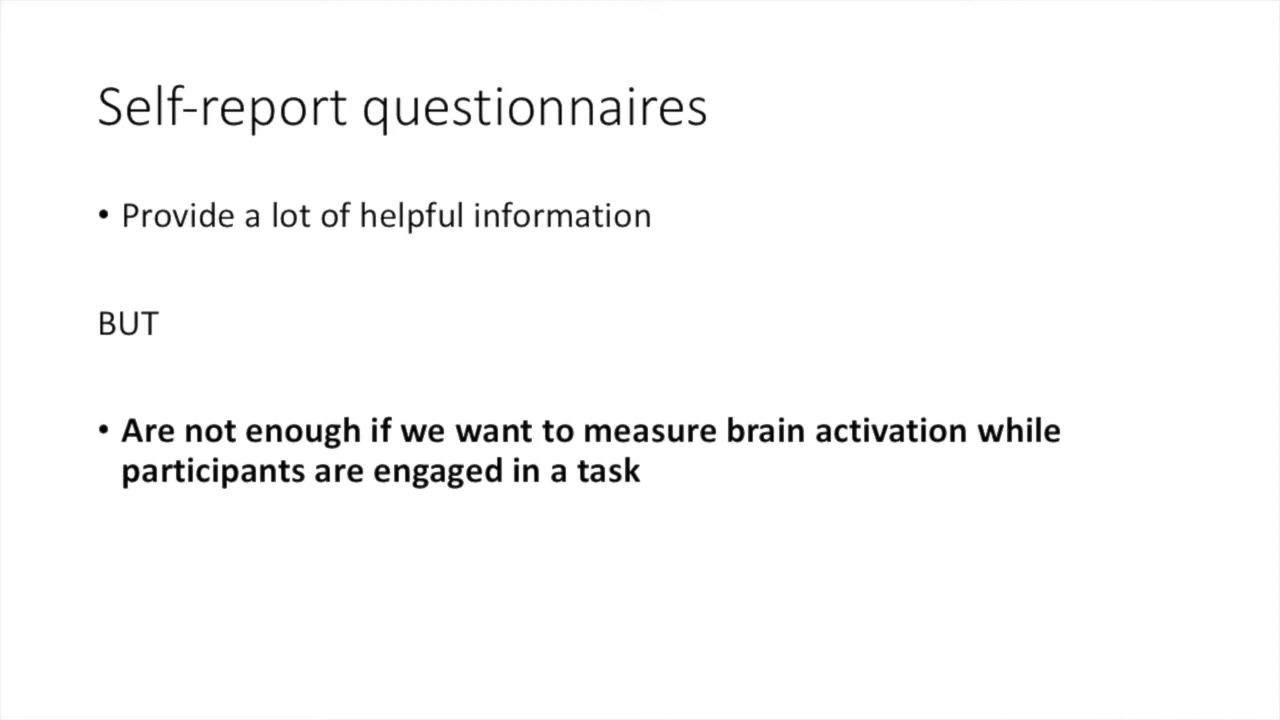 Self-report questionnaires
• Provide a lot of helpful information
BUT
• Are not enough if we want to measure brain activation while
participants are engaged in a task